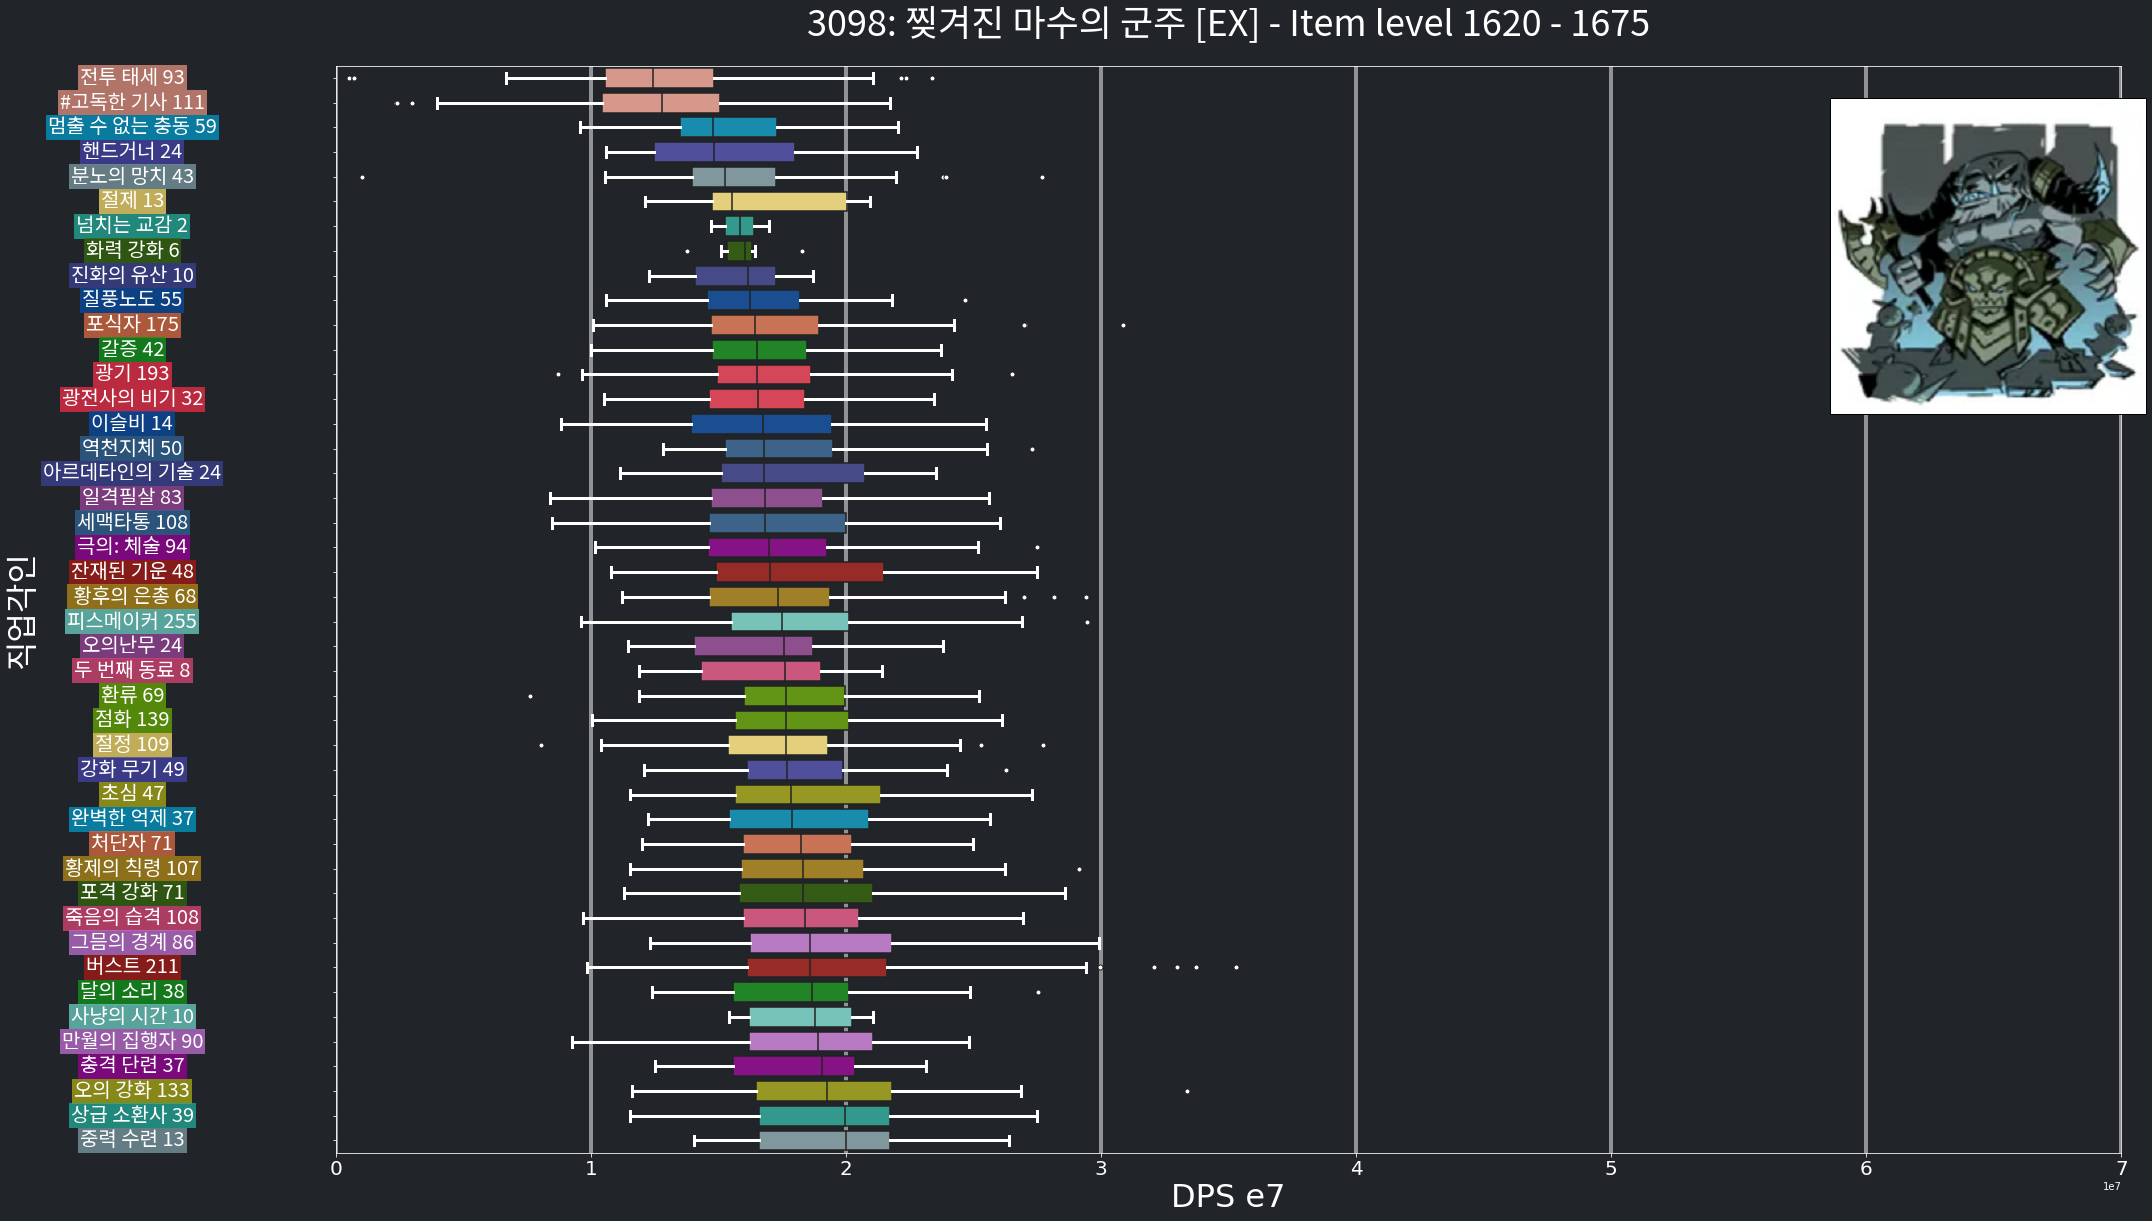 3098: 찢겨진 마수의 군주 [EX] - Item level 1620 - 1675
직업각인
전투 태세 93
#고독한 기사 111
멈출 수 없는 충동 59
핸드거너 24
분노의 망치 43
절제 13
넘치는 교감 2
화력 강화 6
진화의 유산 10
질풍노도 55
포식자 175
갈증 42
광기 193
광전사의 비기 32
이슬비 14
역천지체 50
아르데타인의 기술 24
일격필살 83
세맥타통 108
극의: 체술 94
잔재된 기운 48
황후의 은총 68
피스메이커 255
오의난무 24
두 번째 동료 8
환류 69
점화 139
절정 109
강화 무기 49
초심 47
완벽한 억제 37
처단자 71
황제의 칙령 107
포격 강화 71
죽음의 습격 108
그믐의 경계 86
버스트 211
달의 소리 38
사냥의 시간 10
만월의 집행자 90
충격 단련 37
오의 강화 133
상급 소환사 39
중력 수련 13
0 1 2 3 4 5 6 7
1e7
DPS e7